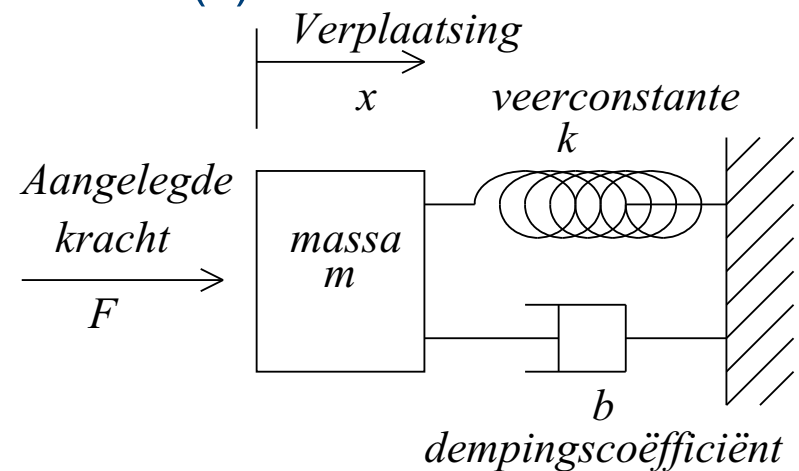 Verplaatsing
x
veerconstante
k
Aangelegde
kracht
F
massa
m
b
dempingscoëfficiënt